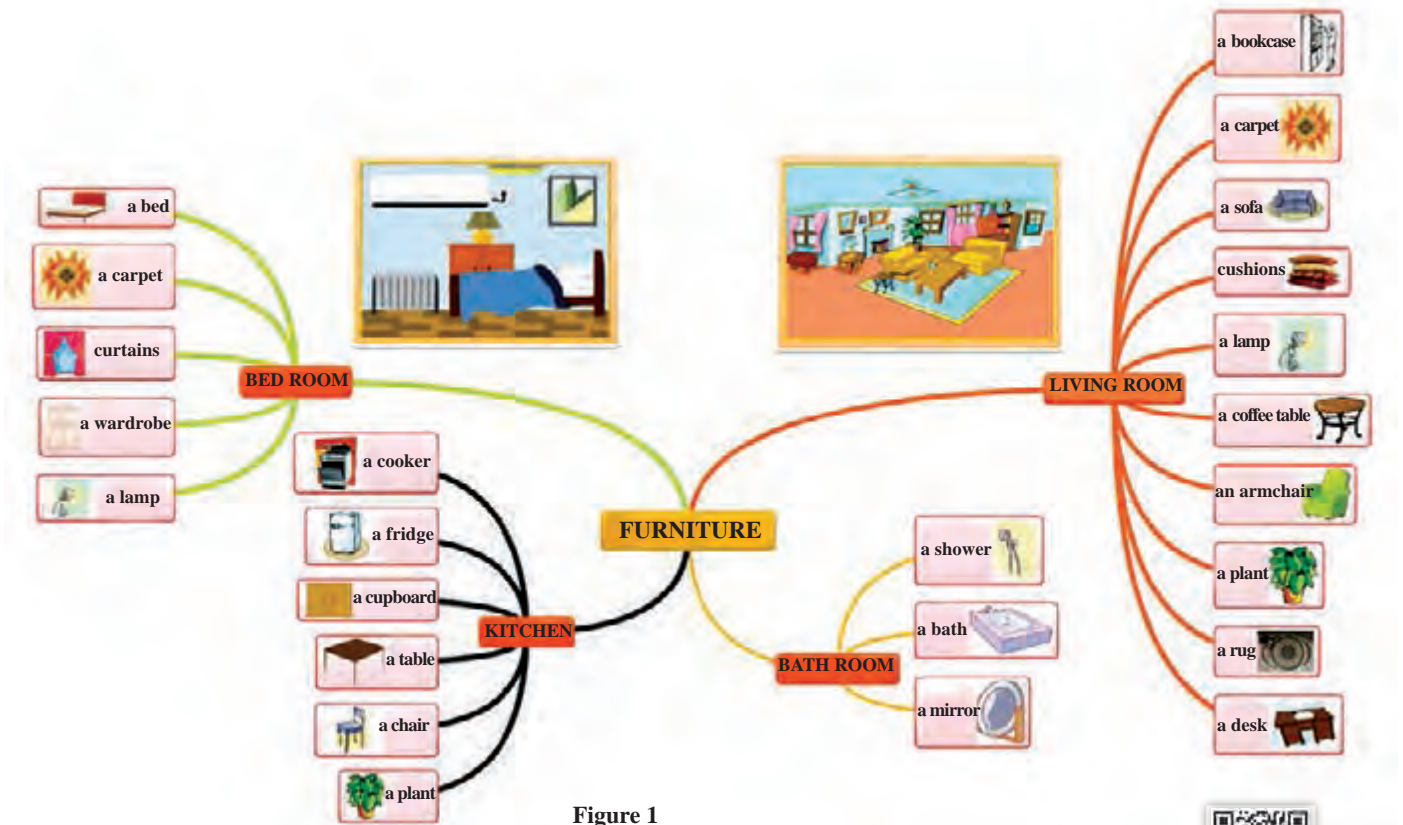 FURNITURE
BED ROOM
a bed
a carpet
curtains
a wardrobe
a lamp
KITCHEN
a cooker
a fridge
a cupboard
a table
a chair
a plant
BATH ROOM
a shower
a bath
a mirror
LIVING ROOM
a bookcase
a carpet
a sofa
cushions
a lamp
a coffee table
an armchair
a plant
a rug
a desk
Figure 1